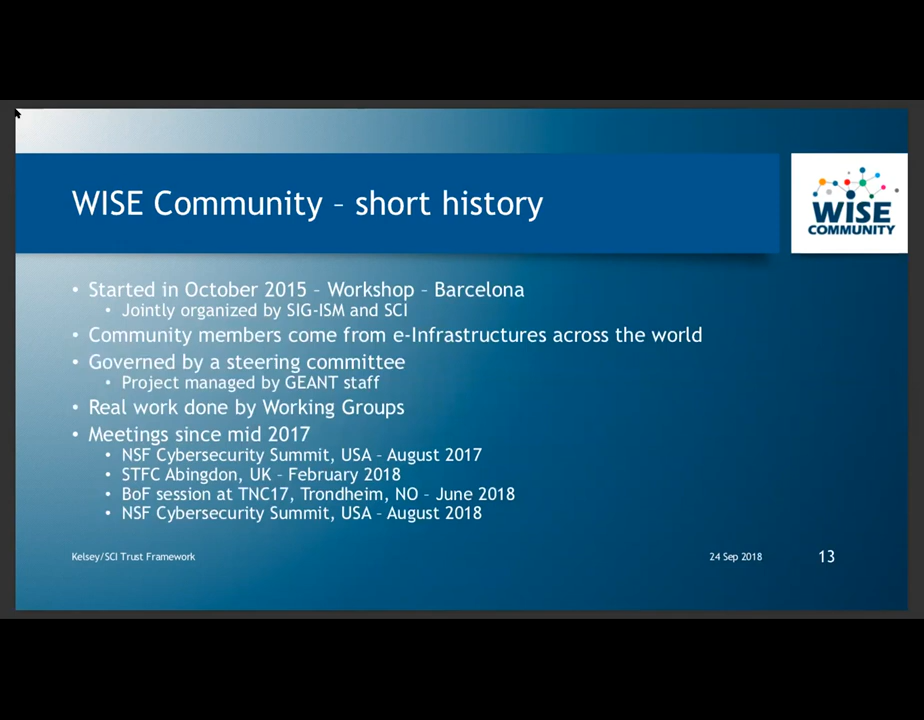 WISE Community – short history
WISE
COMMUNITY
• Started in October 2015 – Workshop – Barcelona
• Jointly organized by SIG-ISM and SCI
• Community members come from e-Infrastructures across the world
• Governed by a steering committee
• Project managed by GEANT staff
• Real work done by Working Groups
• Meetings since mid 2017
• NSF Cybersecurity Summit, USA – August 2017
• STFC Abingdon, UK – February 2018
• BoF session at TNC17, Trondheim, NO – June 2018
• NSF Cybersecurity Summit, USA – August 2018
Kelsey/SCI Trust Framework
24 Sep 2018
13